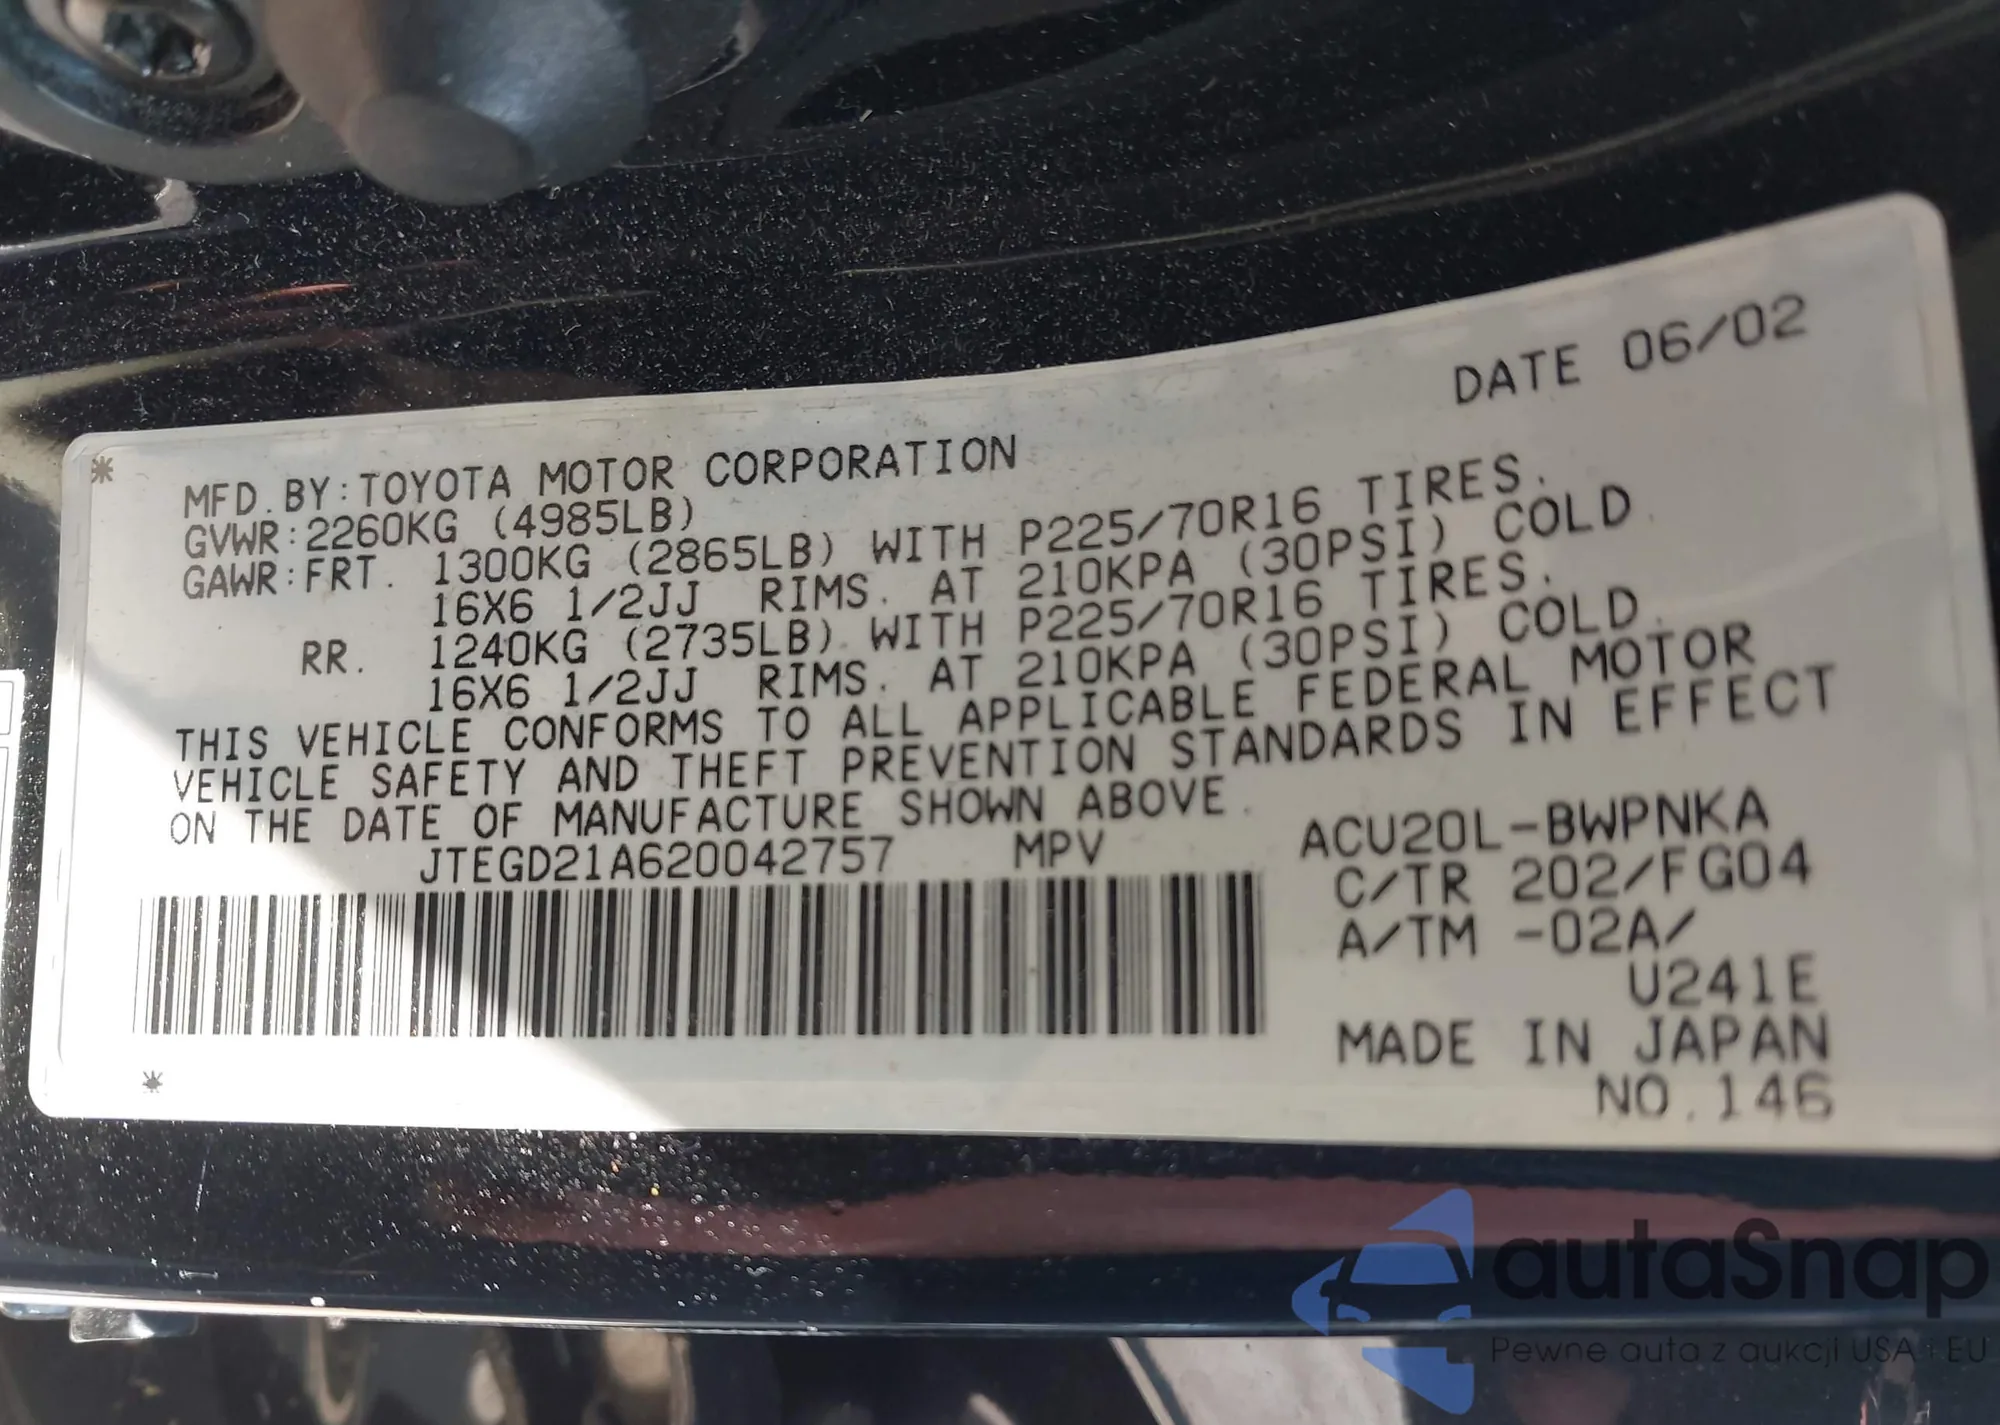 DATE 06/02
MFD.BY:TOYOTA MOTOR CORPORATION
GVWR:2260KG (4985LB)
GAWR:FRT. 1300KG (2865LB) WITH P225/70R16 TIRES.
16X6 1/2JJ RIMS. AT 210KPA (30PSI) COLD
RR. 1240KG (2735LB) WITH P225/70R16 TIRES.
16X6 1/2JJ RIMS. AT 210KPA (30PSI) COLD.
THIS VEHICLE CONFORMS TO ALL APPLICABLE FEDERAL MOTOR
VEHICLE SAFETY AND THEFT PREVENTION STANDARDS IN EFFECT
ON THE DATE OF MANUFACTURE SHOWN ABOVE.
JTEGD21A620042757 MPV
ACU20L-BWPNKA
C/TR 202/FG04
A/TM -02A/
U241E
MADE IN JAPAN
NO.146
autaSnap
Pewne auta z aukcji USA i EU